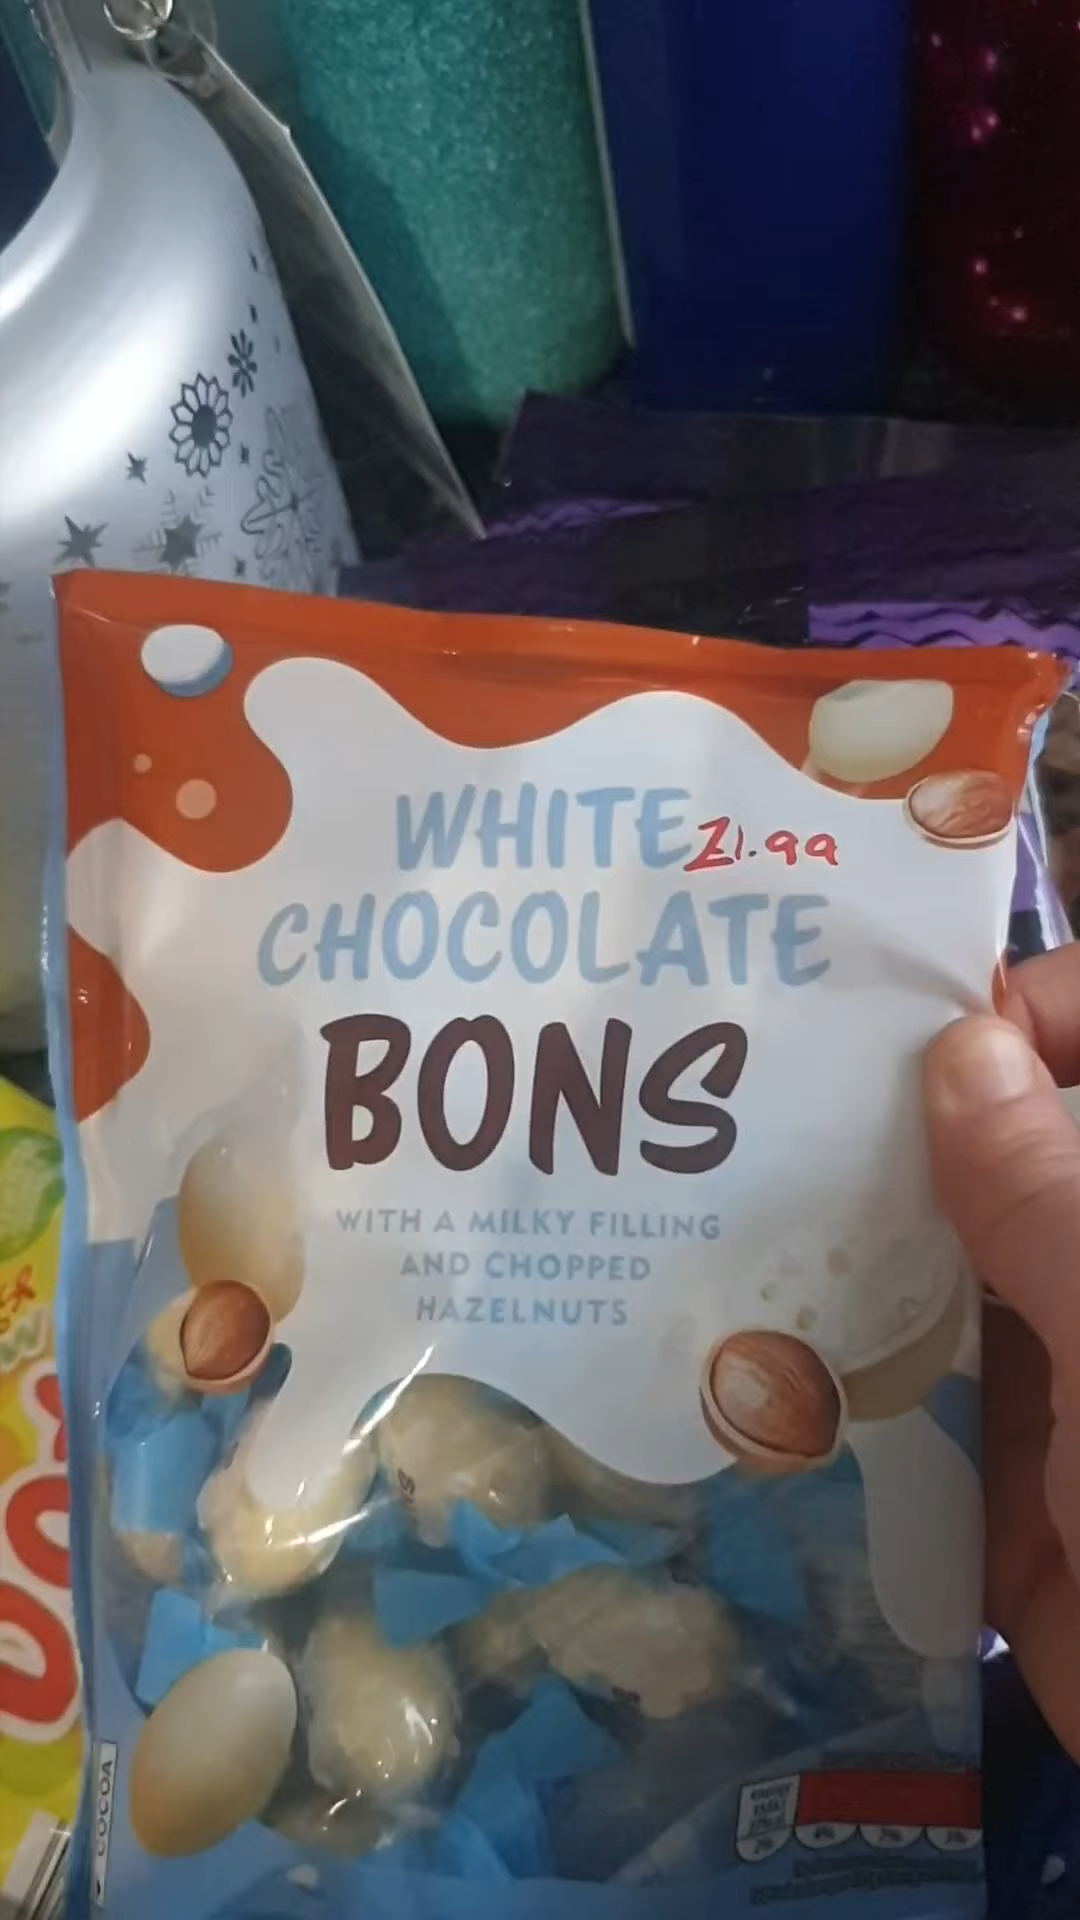 WHITE
£1.99
CHOCOLATE
BONS
WITH A MILKY FILLING
AND CHOPPED
HAZELNUTS
COCOA